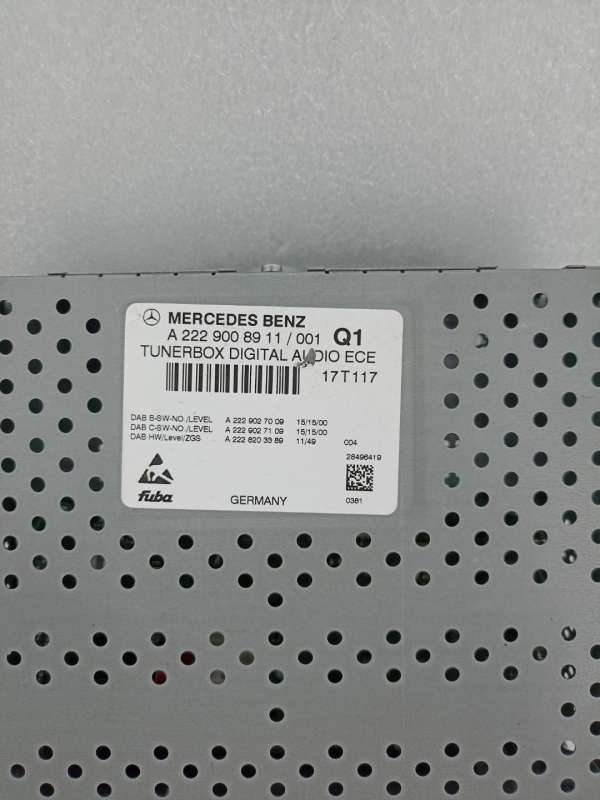 MERCEDES BENZ
A 222 900 89 11 / 001 Q1
TUNERBOX DIGITAL AUDIO ECE
17T117
DAB B-SW-NO./LEVEL A 222 902 70 09 15/15/00
DAB C-SW-NO./LEVEL A 222 902 71 09 15/15/00
DAB HW/Level/ZGS A 222 820 33 89 11/49 004
28496419
fuba GERMANY 0381